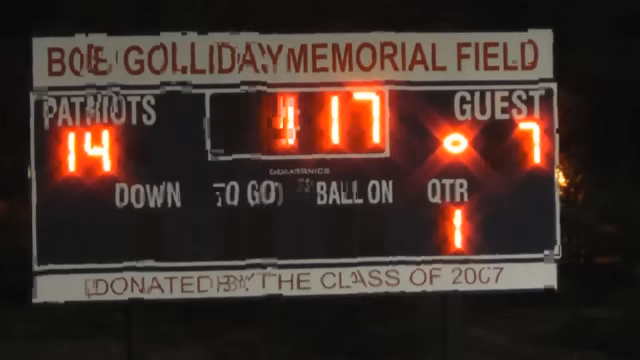 BOB GOLLIDAY MEMORIAL FIELD
PATRIOTS GUEST
14 17 7
DOWN TO GO BALL ON QTR
1
DONATED BY THE CLASS OF 2007